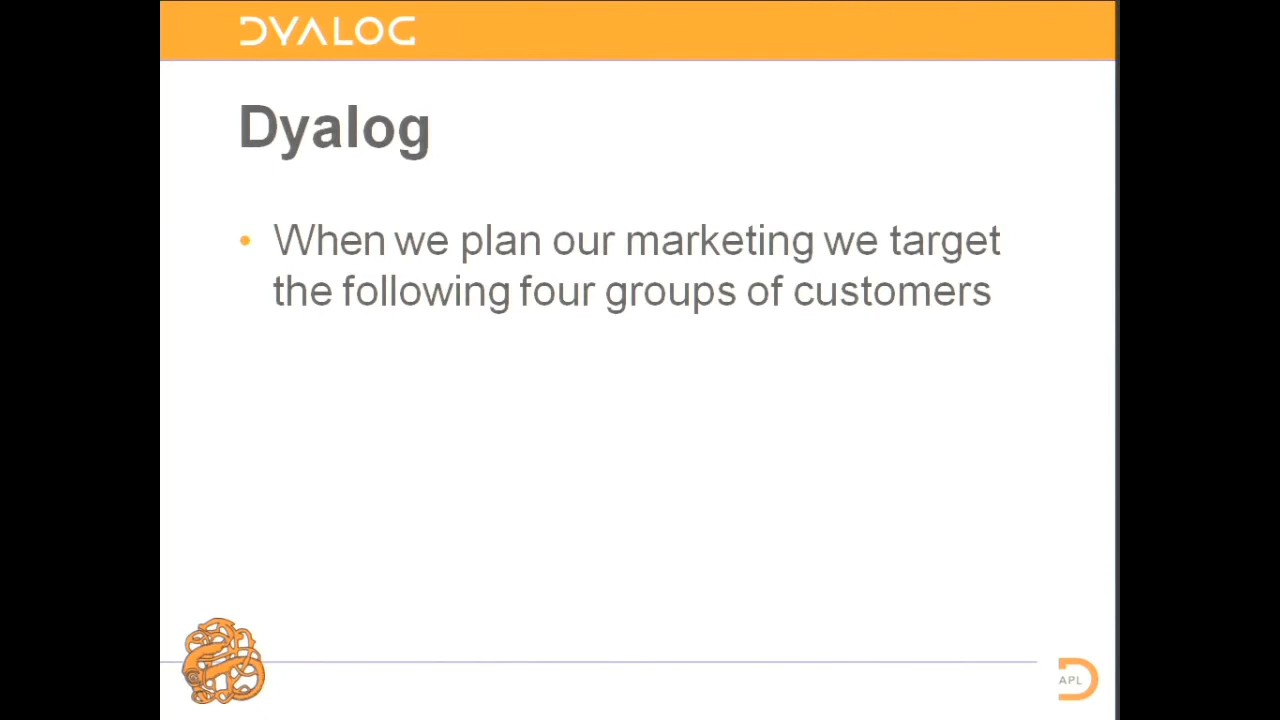 DYALOG
Dyalog
• When we plan our marketing we target
the following four groups of customers
APL